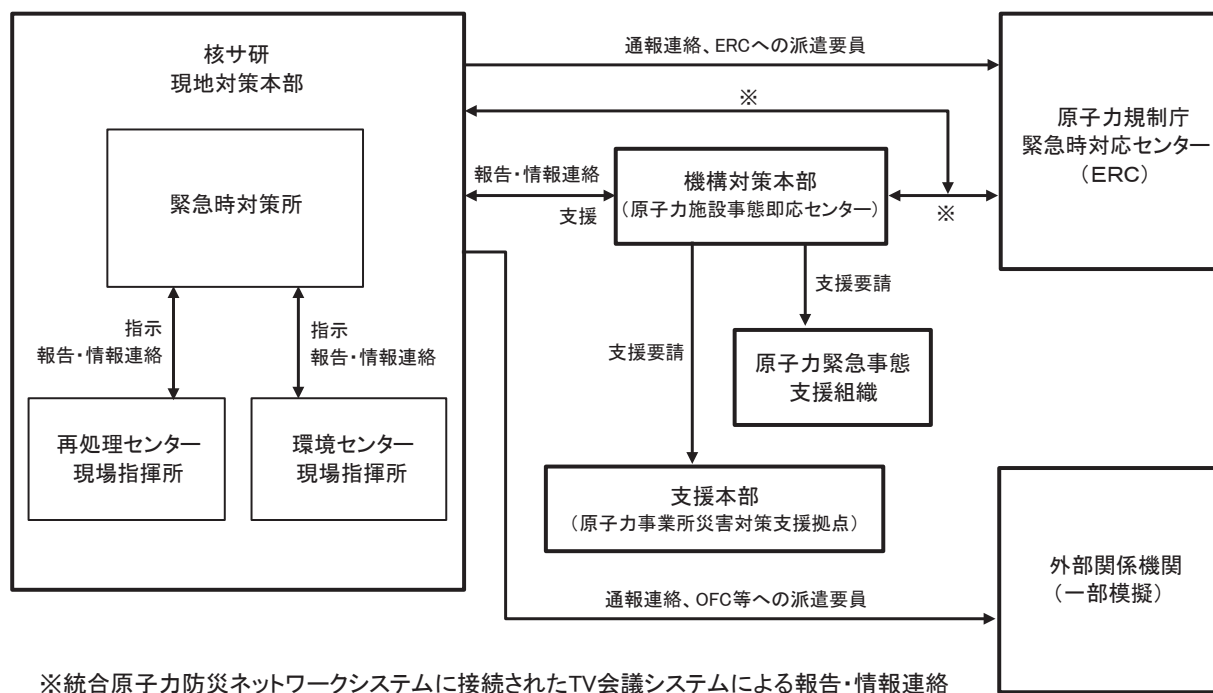 核サ研
現地対策本部
緊急時対策所
指示
報告・情報連絡
指示
報告・情報連絡
再処理センター
現場指揮所
環境センター
現場指揮所
通報連絡、ERCへの派遣要員
※
報告・情報連絡
支援
機構対策本部
（原子力施設事態即応センター）
※
原子力規制庁
緊急時対応センター
（ERC）
支援要請
支援要請
原子力緊急事態
支援組織
支援本部
（原子力事業所災害対策支援拠点）
通報連絡、OFC等への派遣要員
外部関係機関
（一部模擬）
※統合原子力防災ネットワークシステムに接続されたTV会議システムによる報告・情報連絡